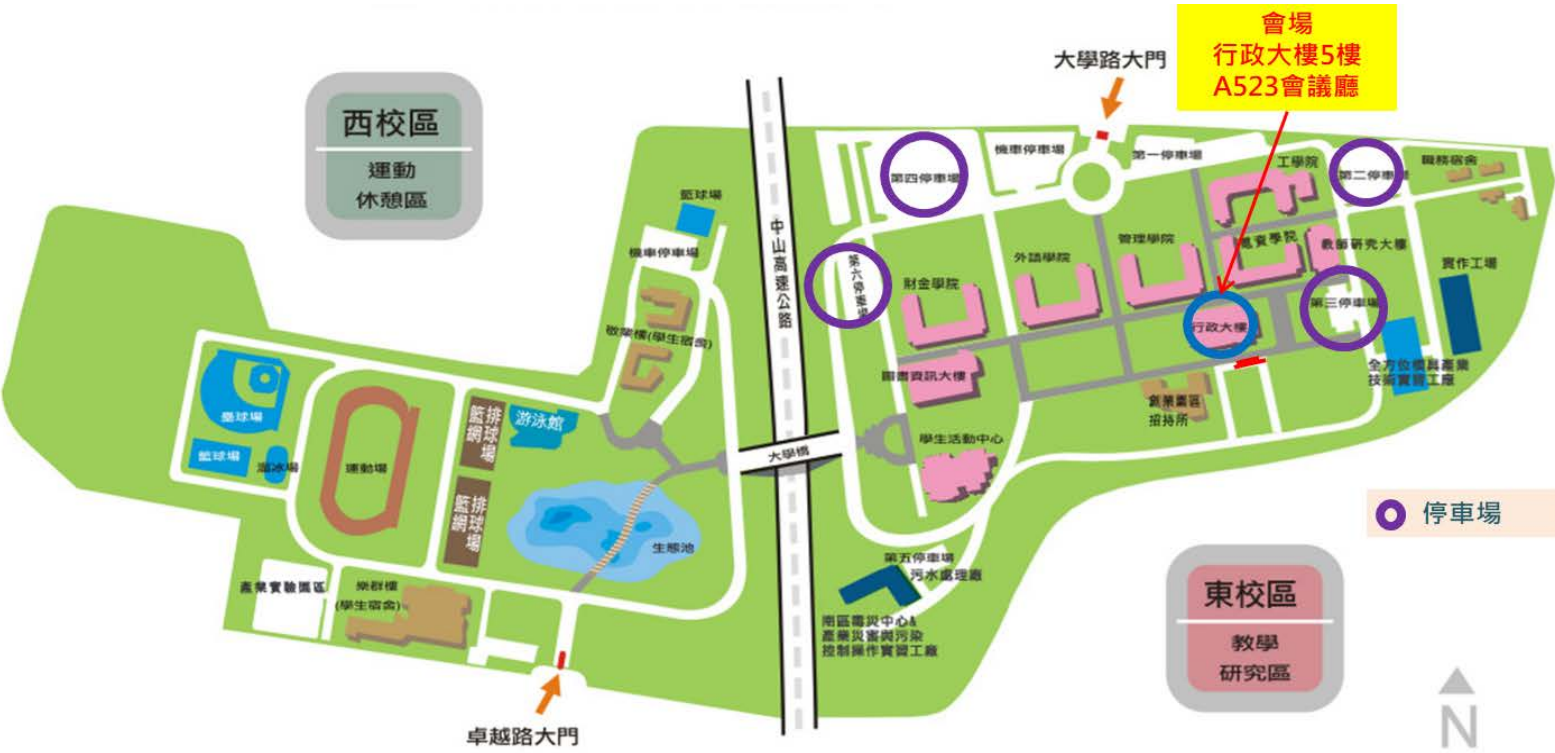 會場
行政大樓5樓
A523會議廳
大學路大門
西校區
運動
休憩區
機車停車場
第一停車場
第四停車場
工學院
第二停車場
職務宿舍
籃球場
中山高速公路
機車停車場
第六停車場
財金學院
外語學院
管理學院
電資學院
教師研究大樓
實作工場
第三停車場
行政大樓
敬業樓(學生宿舍)
圖書資訊大樓
全方位模具產業
技術實習工廠
創業園區
招待所
壘球場
籃球場
溜冰場
運動場
籃網
排球場
游泳館
大學橋
學生活動中心
籃網
排球場
生態池
停車場
第五停車場
污水處理廠
產業實驗園區
樂群樓
(學生宿舍)
南區毒災中心&
產業災害與污染
控制操作實習工廠
東校區
教學
研究區
卓越路大門
N